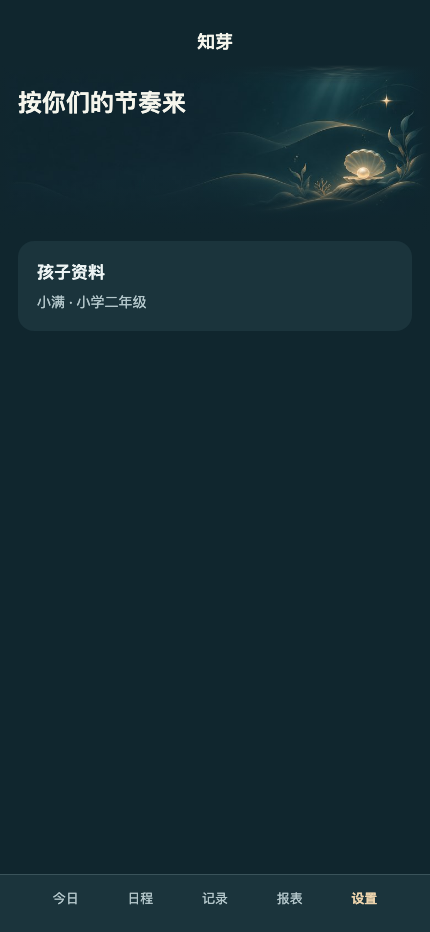 知芽
按你们的节奏来
孩子资料
小满 · 小学二年级
今日
日程
记录
报表
设置